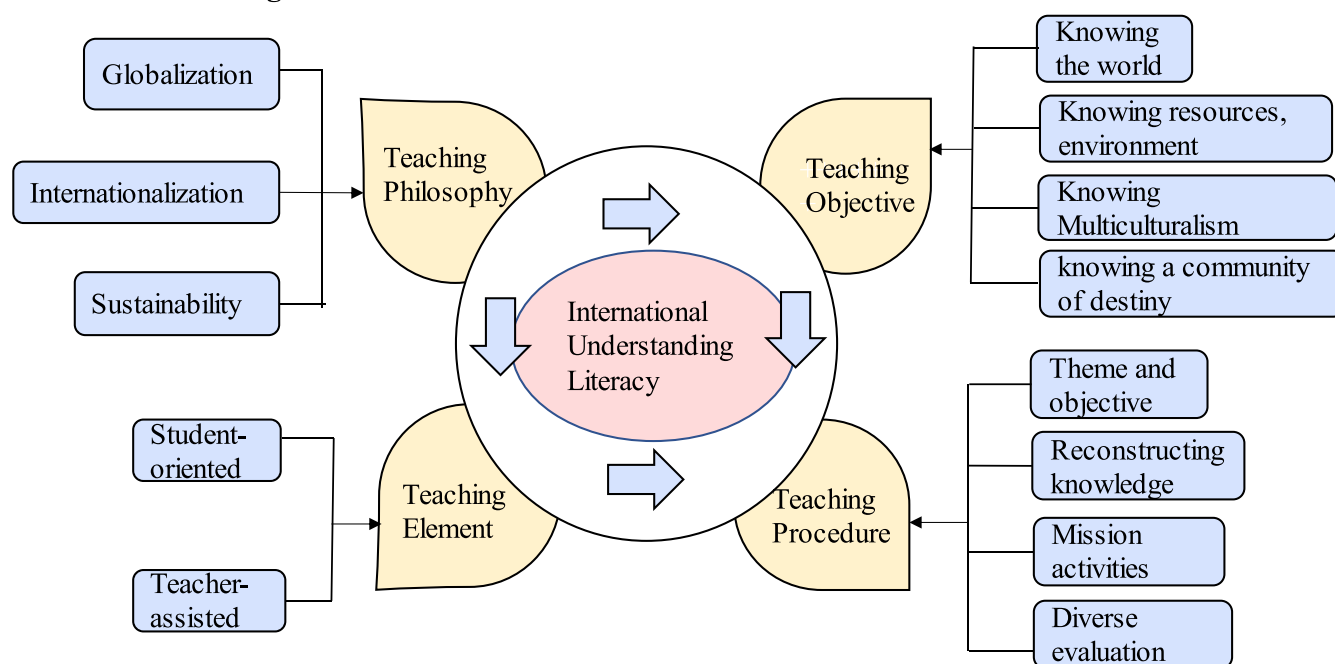 Globalization
Internationalization
Sustainability
Teaching
Philosophy
Teaching
Objective
Knowing
the world
Knowing resources,
environment
Knowing
Multiculturalism
knowing a community
of destiny
International
Understanding
Literacy
Student-
oriented
Teacher-
assisted
Teaching
Element
Teaching
Procedure
Theme and
objective
Reconstructing
knowledge
Mission
activities
Diverse
evaluation